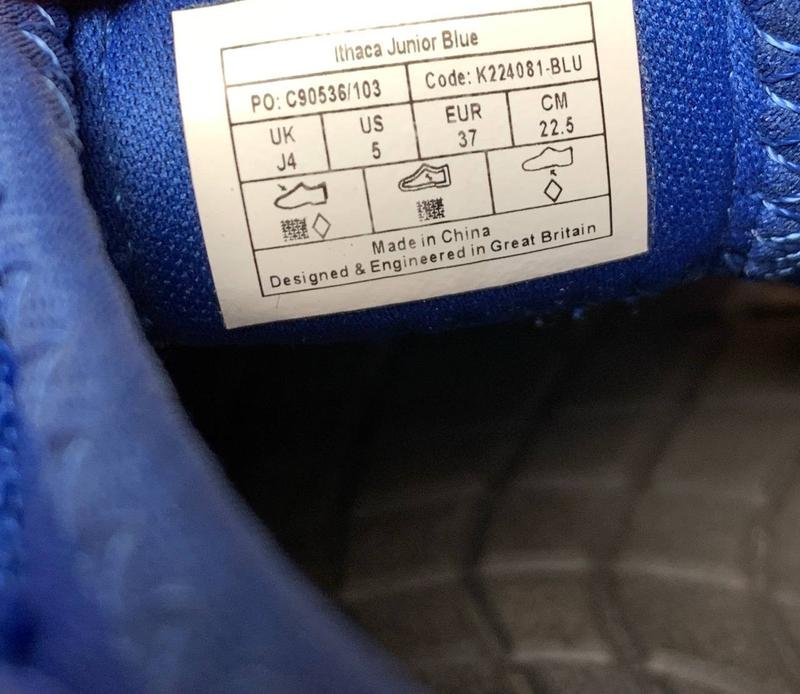 Ithaca Junior Blue
PO: C90536/103 Code: K224081-BLU
UK US EUR CM
J4 5 37 22.5
Made in China
Designed & Engineered in Great Britain